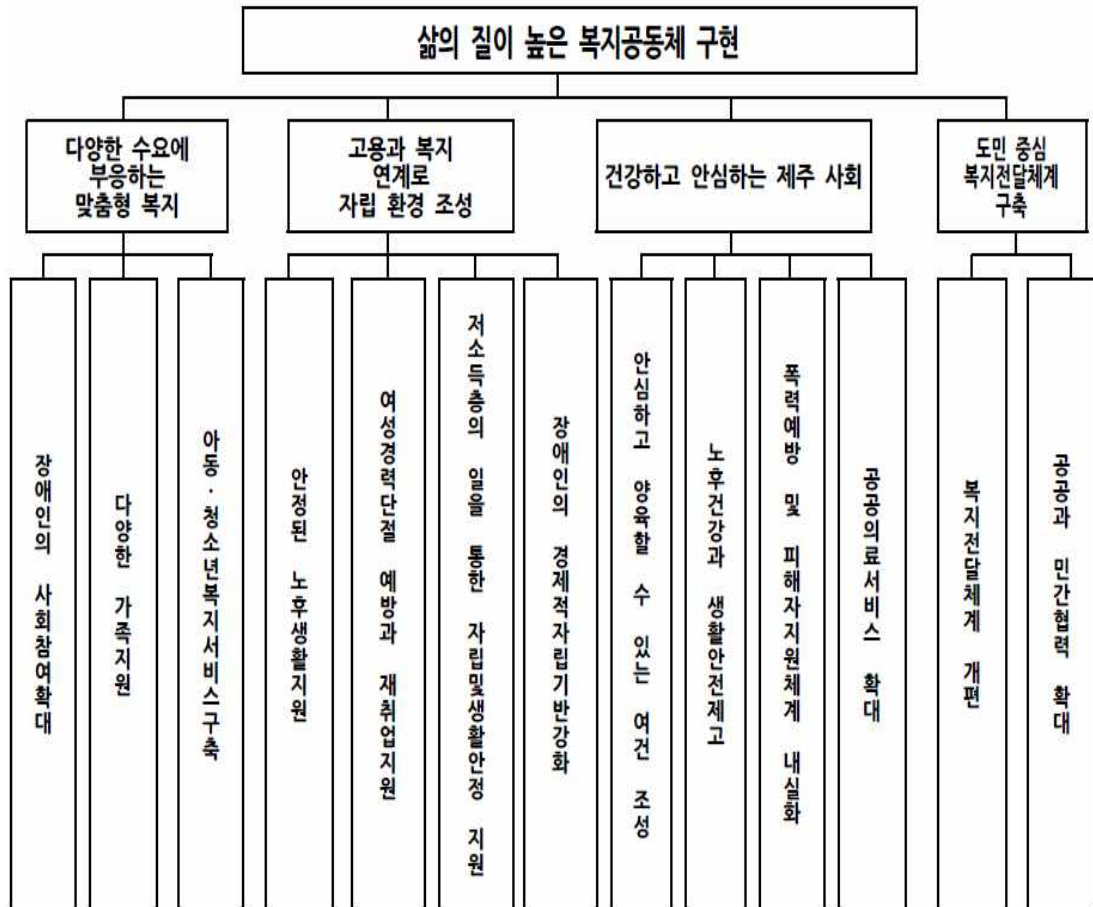 삶의 질이 높은 복지공동체 구현
다양한 수요에
부응하는
맞춤형 복지
고용과 복지
연계로
자립 환경 조성
건강하고 안심하는 제주 사회
도민 중심
복지전달체계
구축
장애인의 사회참여확대
다양한 가족지원
아동·청소년복지서비스구축
안정된 노후생활지원
여성경력단절 예방과 재취업지원
저소득층의 일을 통한 자립및생활안정 지원
장애인의 경제적자립기반강화
안심하고 양육할 수 있는 여건 조성
노후건강과 생활안전제고
폭력예방 및 피해자지원체계 내실화
공공의료서비스 확대
복지전달체계 개편
공공과 민간협력 확대